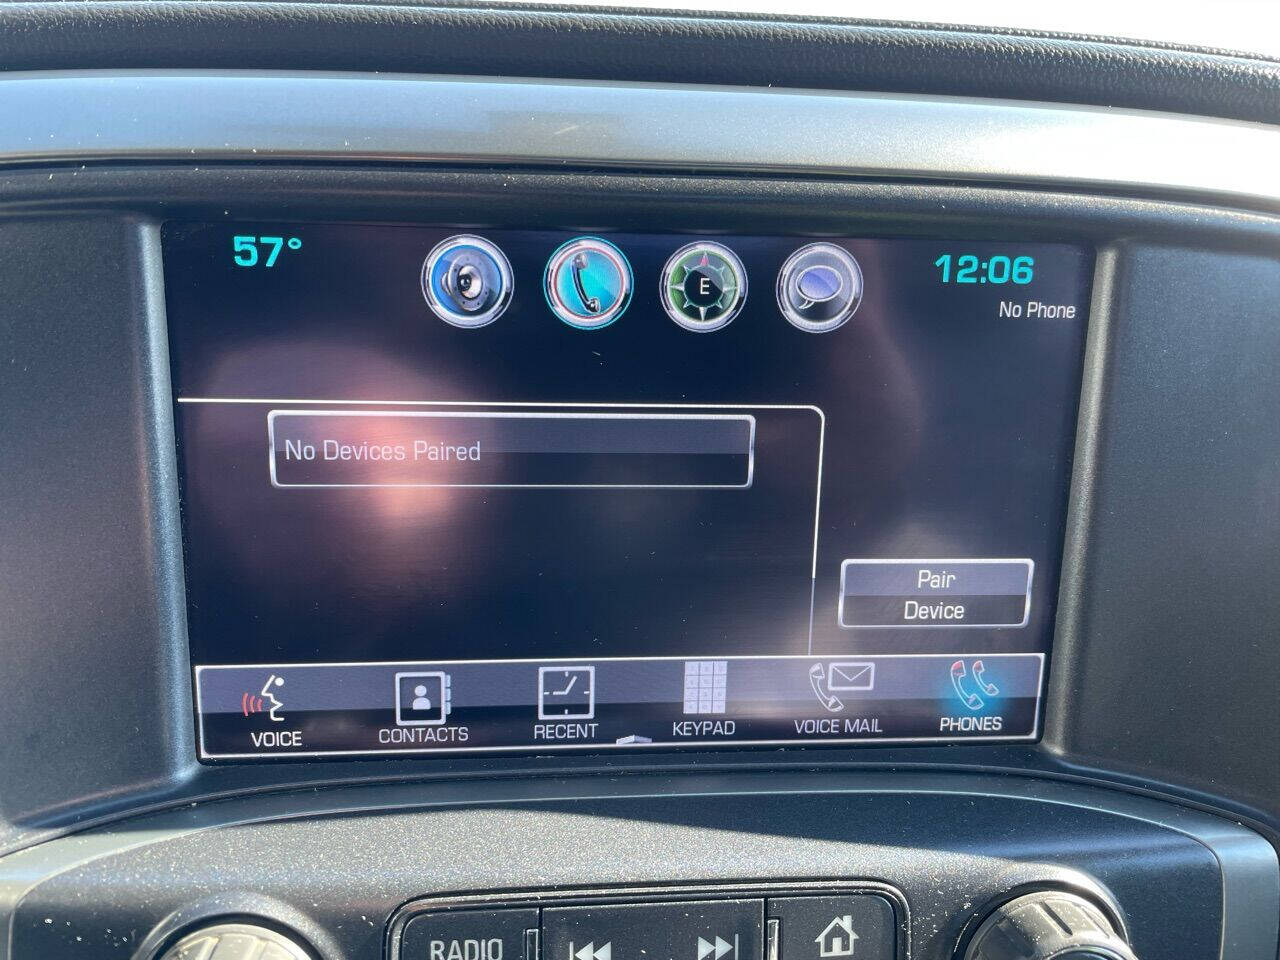 57°
E
12:06
No Phone
No Devices Paired
Pair
Device
VOICE
CONTACTS
RECENT
KEYPAD
VOICE MAIL
PHONES
RADIO